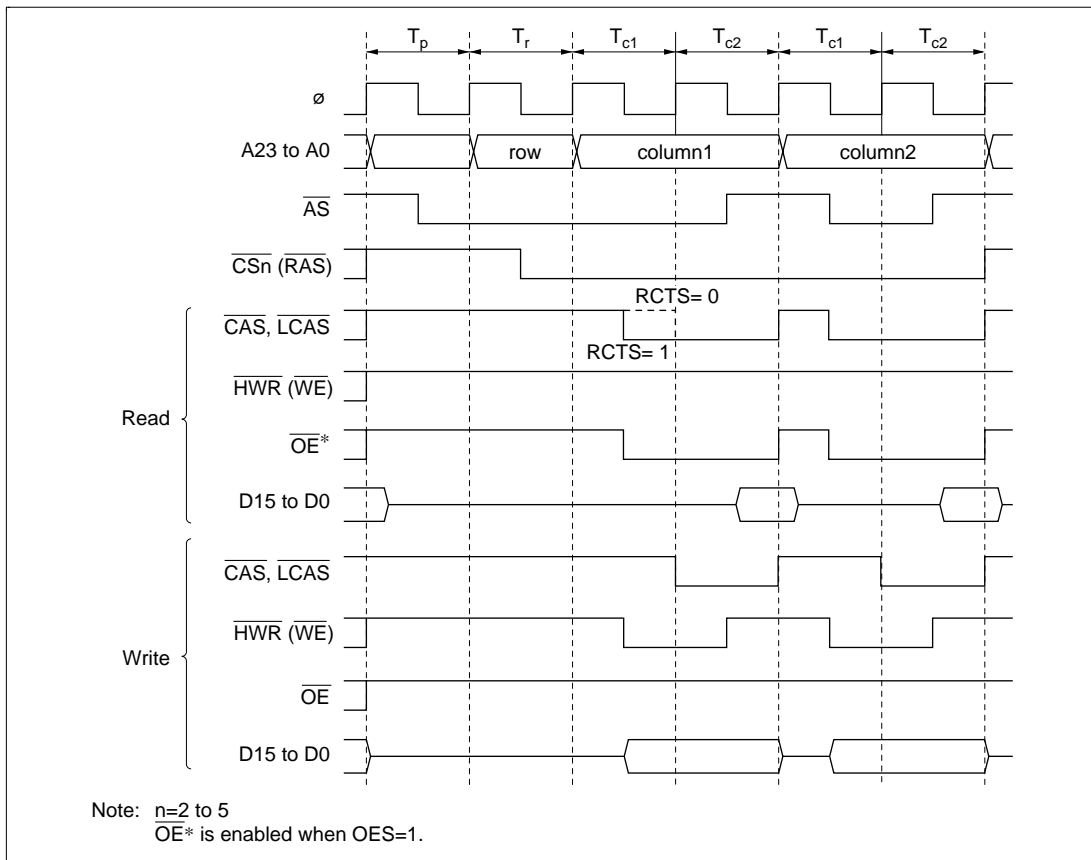 Tp Tr Tc1 Tc2 Tc1 Tc2
ø
A23 to A0 row column1 column2
AS
CSn (RAS)
RCTS= 0
CAS, LCAS
RCTS= 1
HWR (WE)
Read
OE*
D15 to D0
CAS, LCAS
HWR (WE)
Write
OE
D15 to D0
Note: n=2 to 5
OE* is enabled when OES=1.